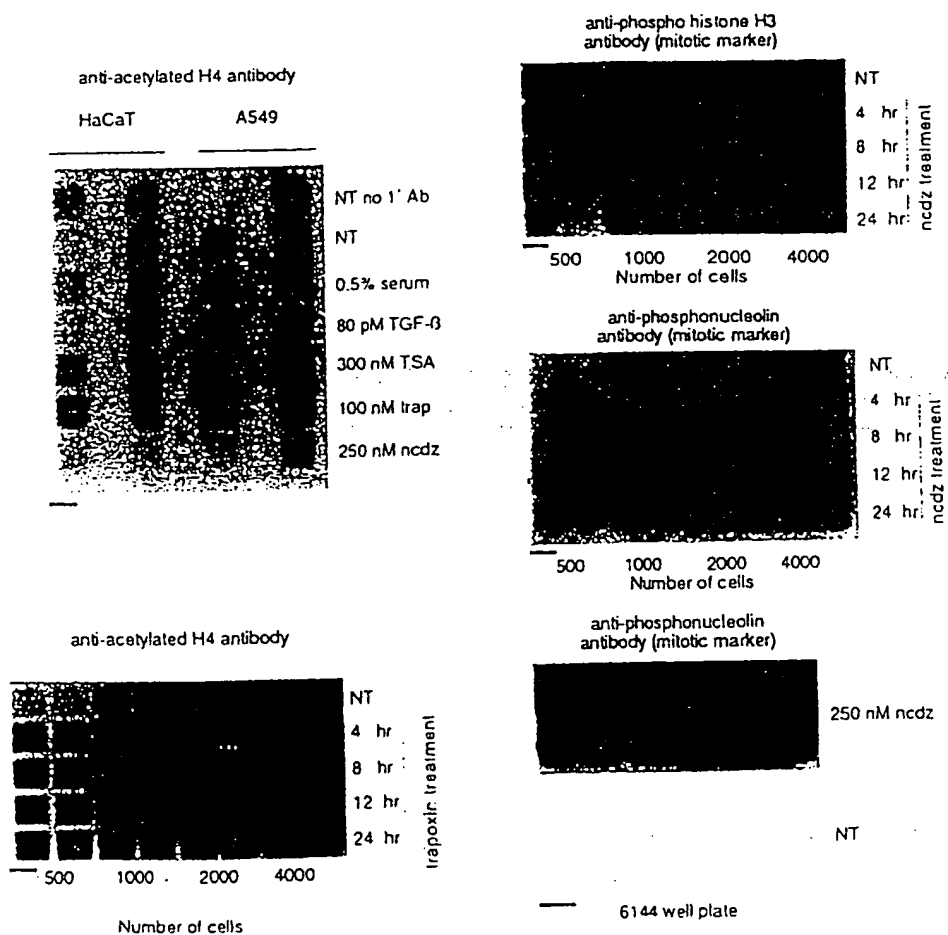 anti-acetylated H4 antibody
HaCaT
A549
NT no 1° Ab
NT
0.5% serum
80 pM TGF-ß
300 nM TSA
100 nM trap
250 nM ncdz
anti-acetylated H4 antibody
NT
4 hr
8 hr
12 hr
24 hr
trapoxin treatment
500 1000 2000 4000
Number of cells
anti-phospho histone H3
antibody (mitotic marker)
NT
4 hr
8 hr
12 hr
24 hr
ncdz treatment
500 1000 2000 4000
Number of cells
anti-phosphonucleolin
antibody (mitotic marker)
NT
4 hr
8 hr
12 hr
24 hr
ncdz treatment
500 1000 2000 4000
Number of cells
anti-phosphonucleolin
antibody (mitotic marker)
250 nM ncdz
NT
6144 well plate